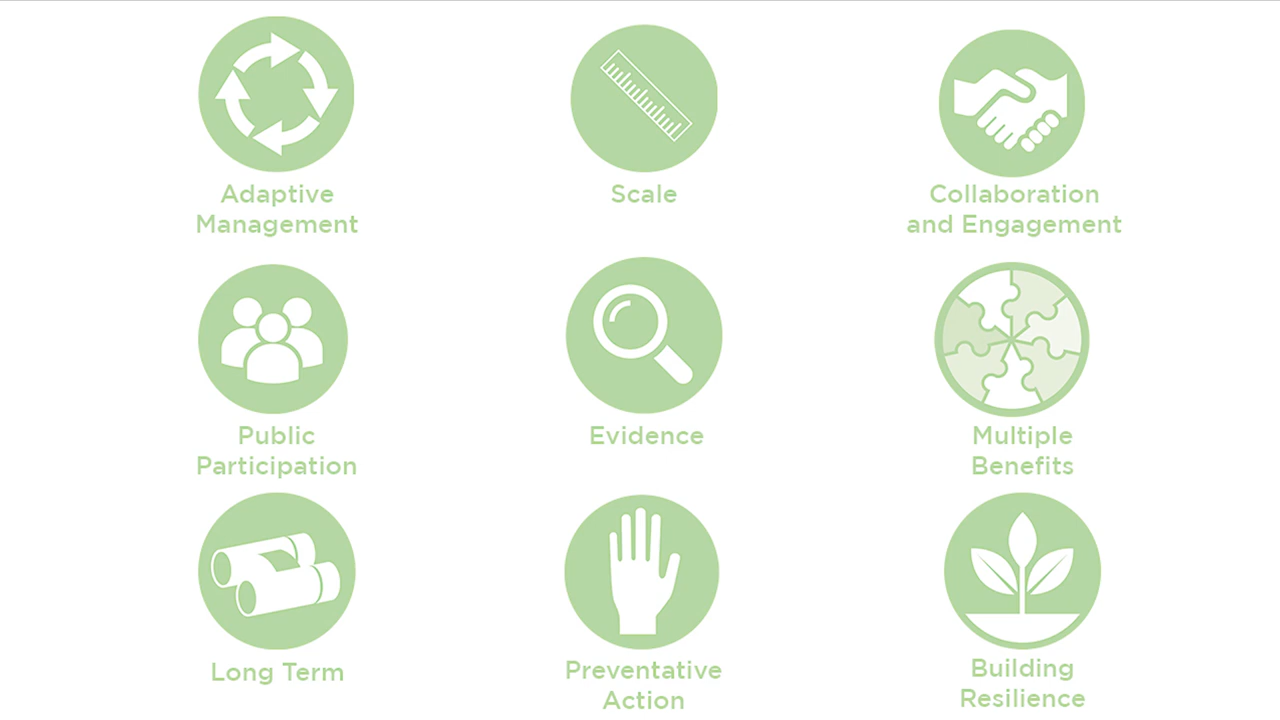 Adaptive
Management
Scale
Collaboration
and Engagement
Public
Participation
Evidence
Multiple
Benefits
Long Term
Preventative
Action
Building
Resilience